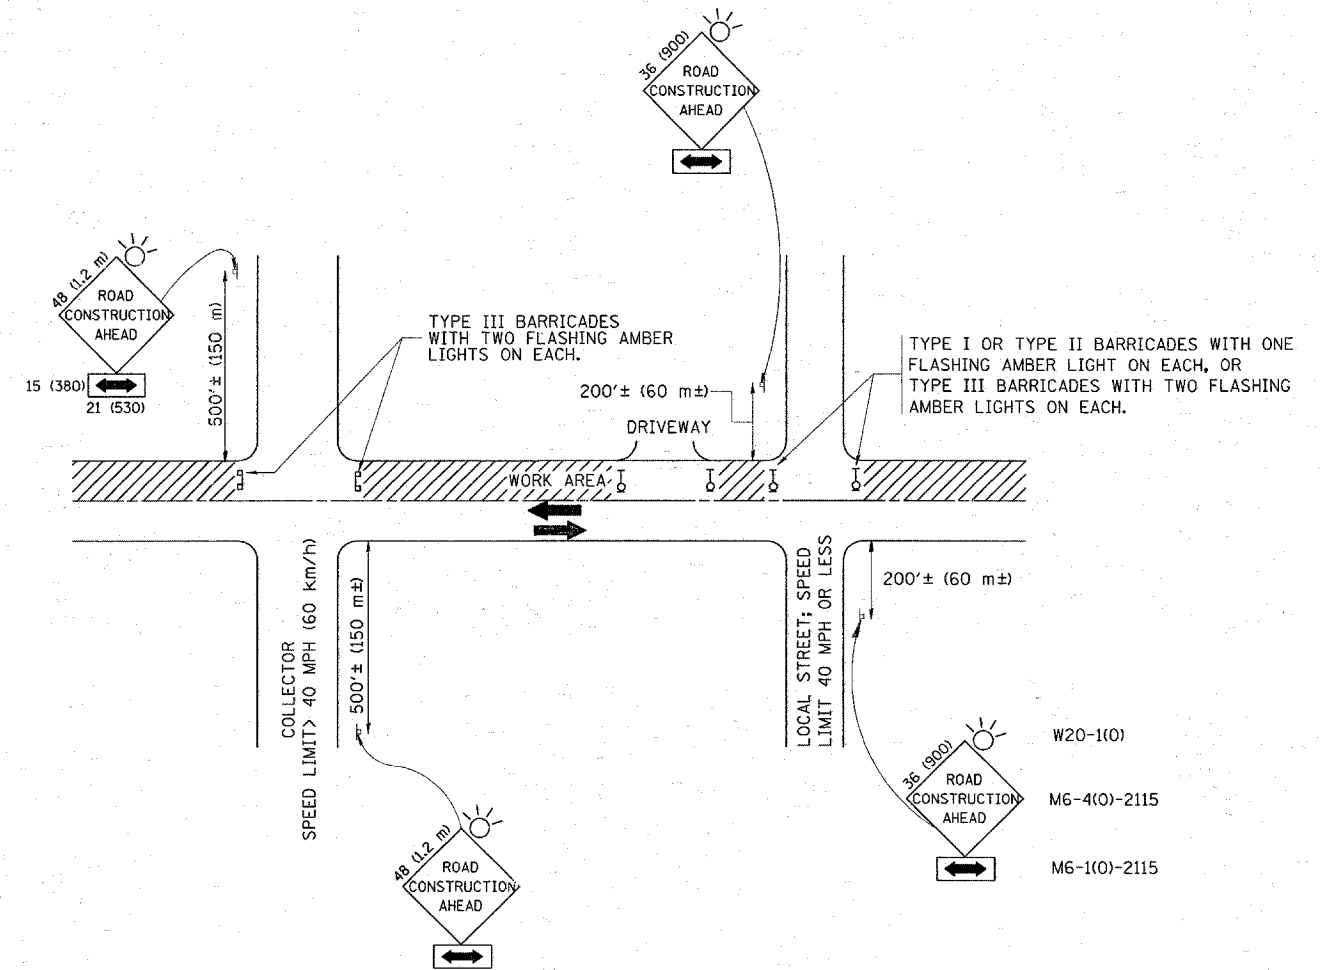 36 (900)
ROAD
CONSTRUCTION
AHEAD
48 (1.2 m)
ROAD
CONSTRUCTION
AHEAD
15 (380)
21 (530)
500'± (150 m)
TYPE III BARRICADES
WITH TWO FLASHING AMBER
LIGHTS ON EACH.
200'± (60 m±)
DRIVEWAY
TYPE I OR TYPE II BARRICADES WITH ONE
FLASHING AMBER LIGHT ON EACH, OR
TYPE III BARRICADES WITH TWO FLASHING
AMBER LIGHTS ON EACH.
WORK AREA
COLLECTOR
SPEED LIMIT> 40 MPH (60 km/h)
500'± (150 m±)
LOCAL STREET; SPEED
LIMIT 40 MPH OR LESS
200'± (60 m±)
48 (1.2 m)
ROAD
CONSTRUCTION
AHEAD
36 (900)
ROAD
CONSTRUCTION
AHEAD
W20-1(O)
M6-4(O)-2115
M6-1(O)-2115